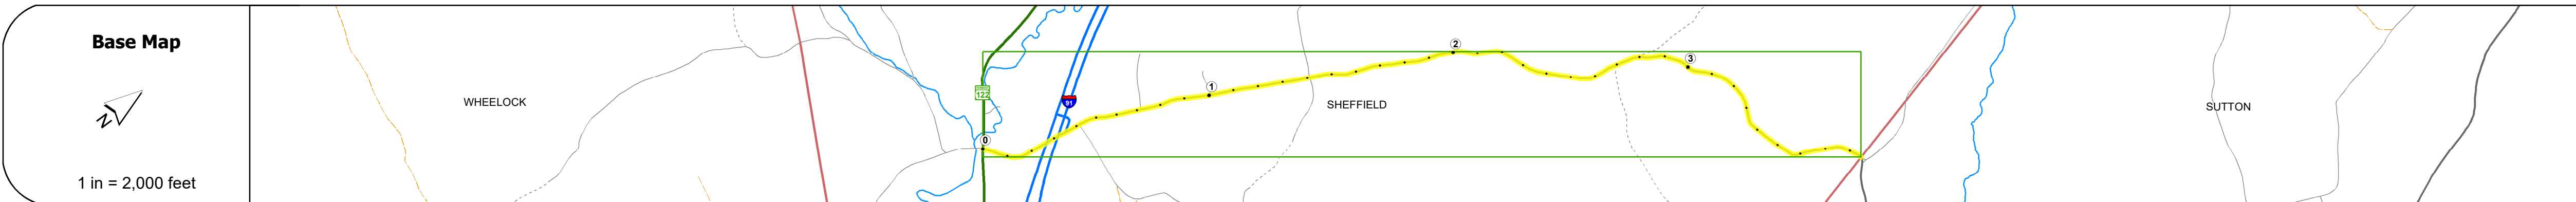 Base Map
N
1 in = 2,000 feet
WHEELOCK
122
0
91
1
SHEFFIELD
2
3
SUTTON